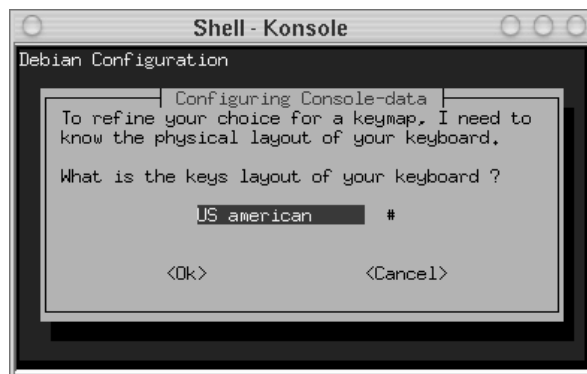 Shell - Konsole
Debian Configuration
Configuring Console-data
To refine your choice for a keymap, I need to
know the physical layout of your keyboard.
What is the keys layout of your keyboard ?
US american #
<Ok> <Cancel>